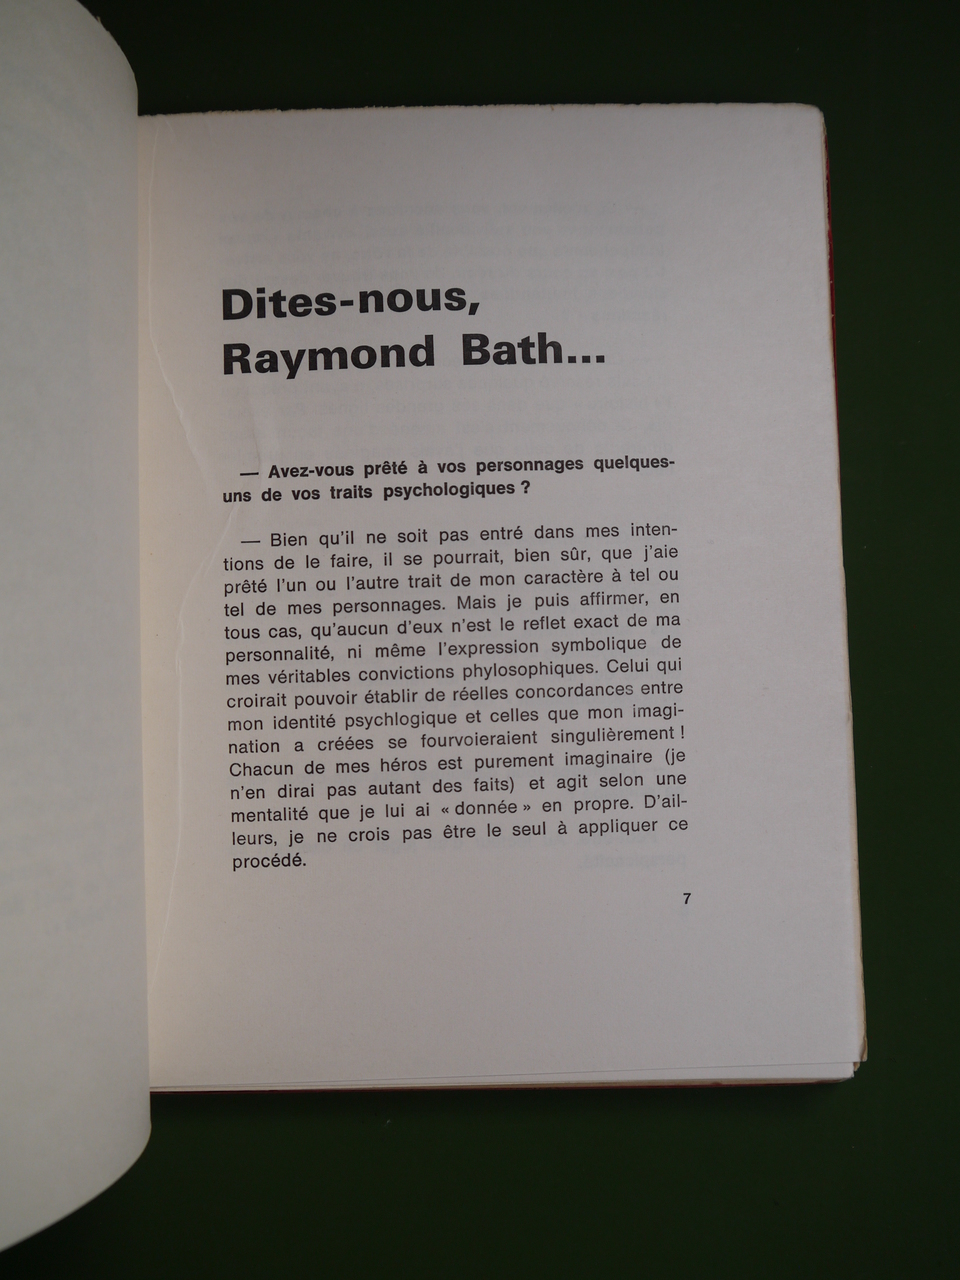 Dites-nous,
Raymond Bath...
— Avez-vous prêté à vos personnages quelques-
uns de vos traits psychologiques ?
— Bien qu'il ne soit pas entré dans mes inten-
tions de le faire, il se pourrait, bien sûr, que j'aie
prêté l'un ou l'autre trait de mon caractère à tel ou
tel de mes personnages. Mais je puis affirmer, en
tous cas, qu'aucun d'eux n'est le reflet exact de ma
personnalité, ni même l'expression symbolique de
mes véritables convictions phylosophiques. Celui qui
croirait pouvoir établir de réelles concordances entre
mon identité psychlogique et celles que mon imagi-
nation a créées se fourvoieraient singulièrement !
Chacun de mes héros est purement imaginaire (je
n'en dirai pas autant des faits) et agit selon une
mentalité que je lui ai « donnée » en propre. D'ail-
leurs, je ne crois pas être le seul à appliquer ce
procédé.
7